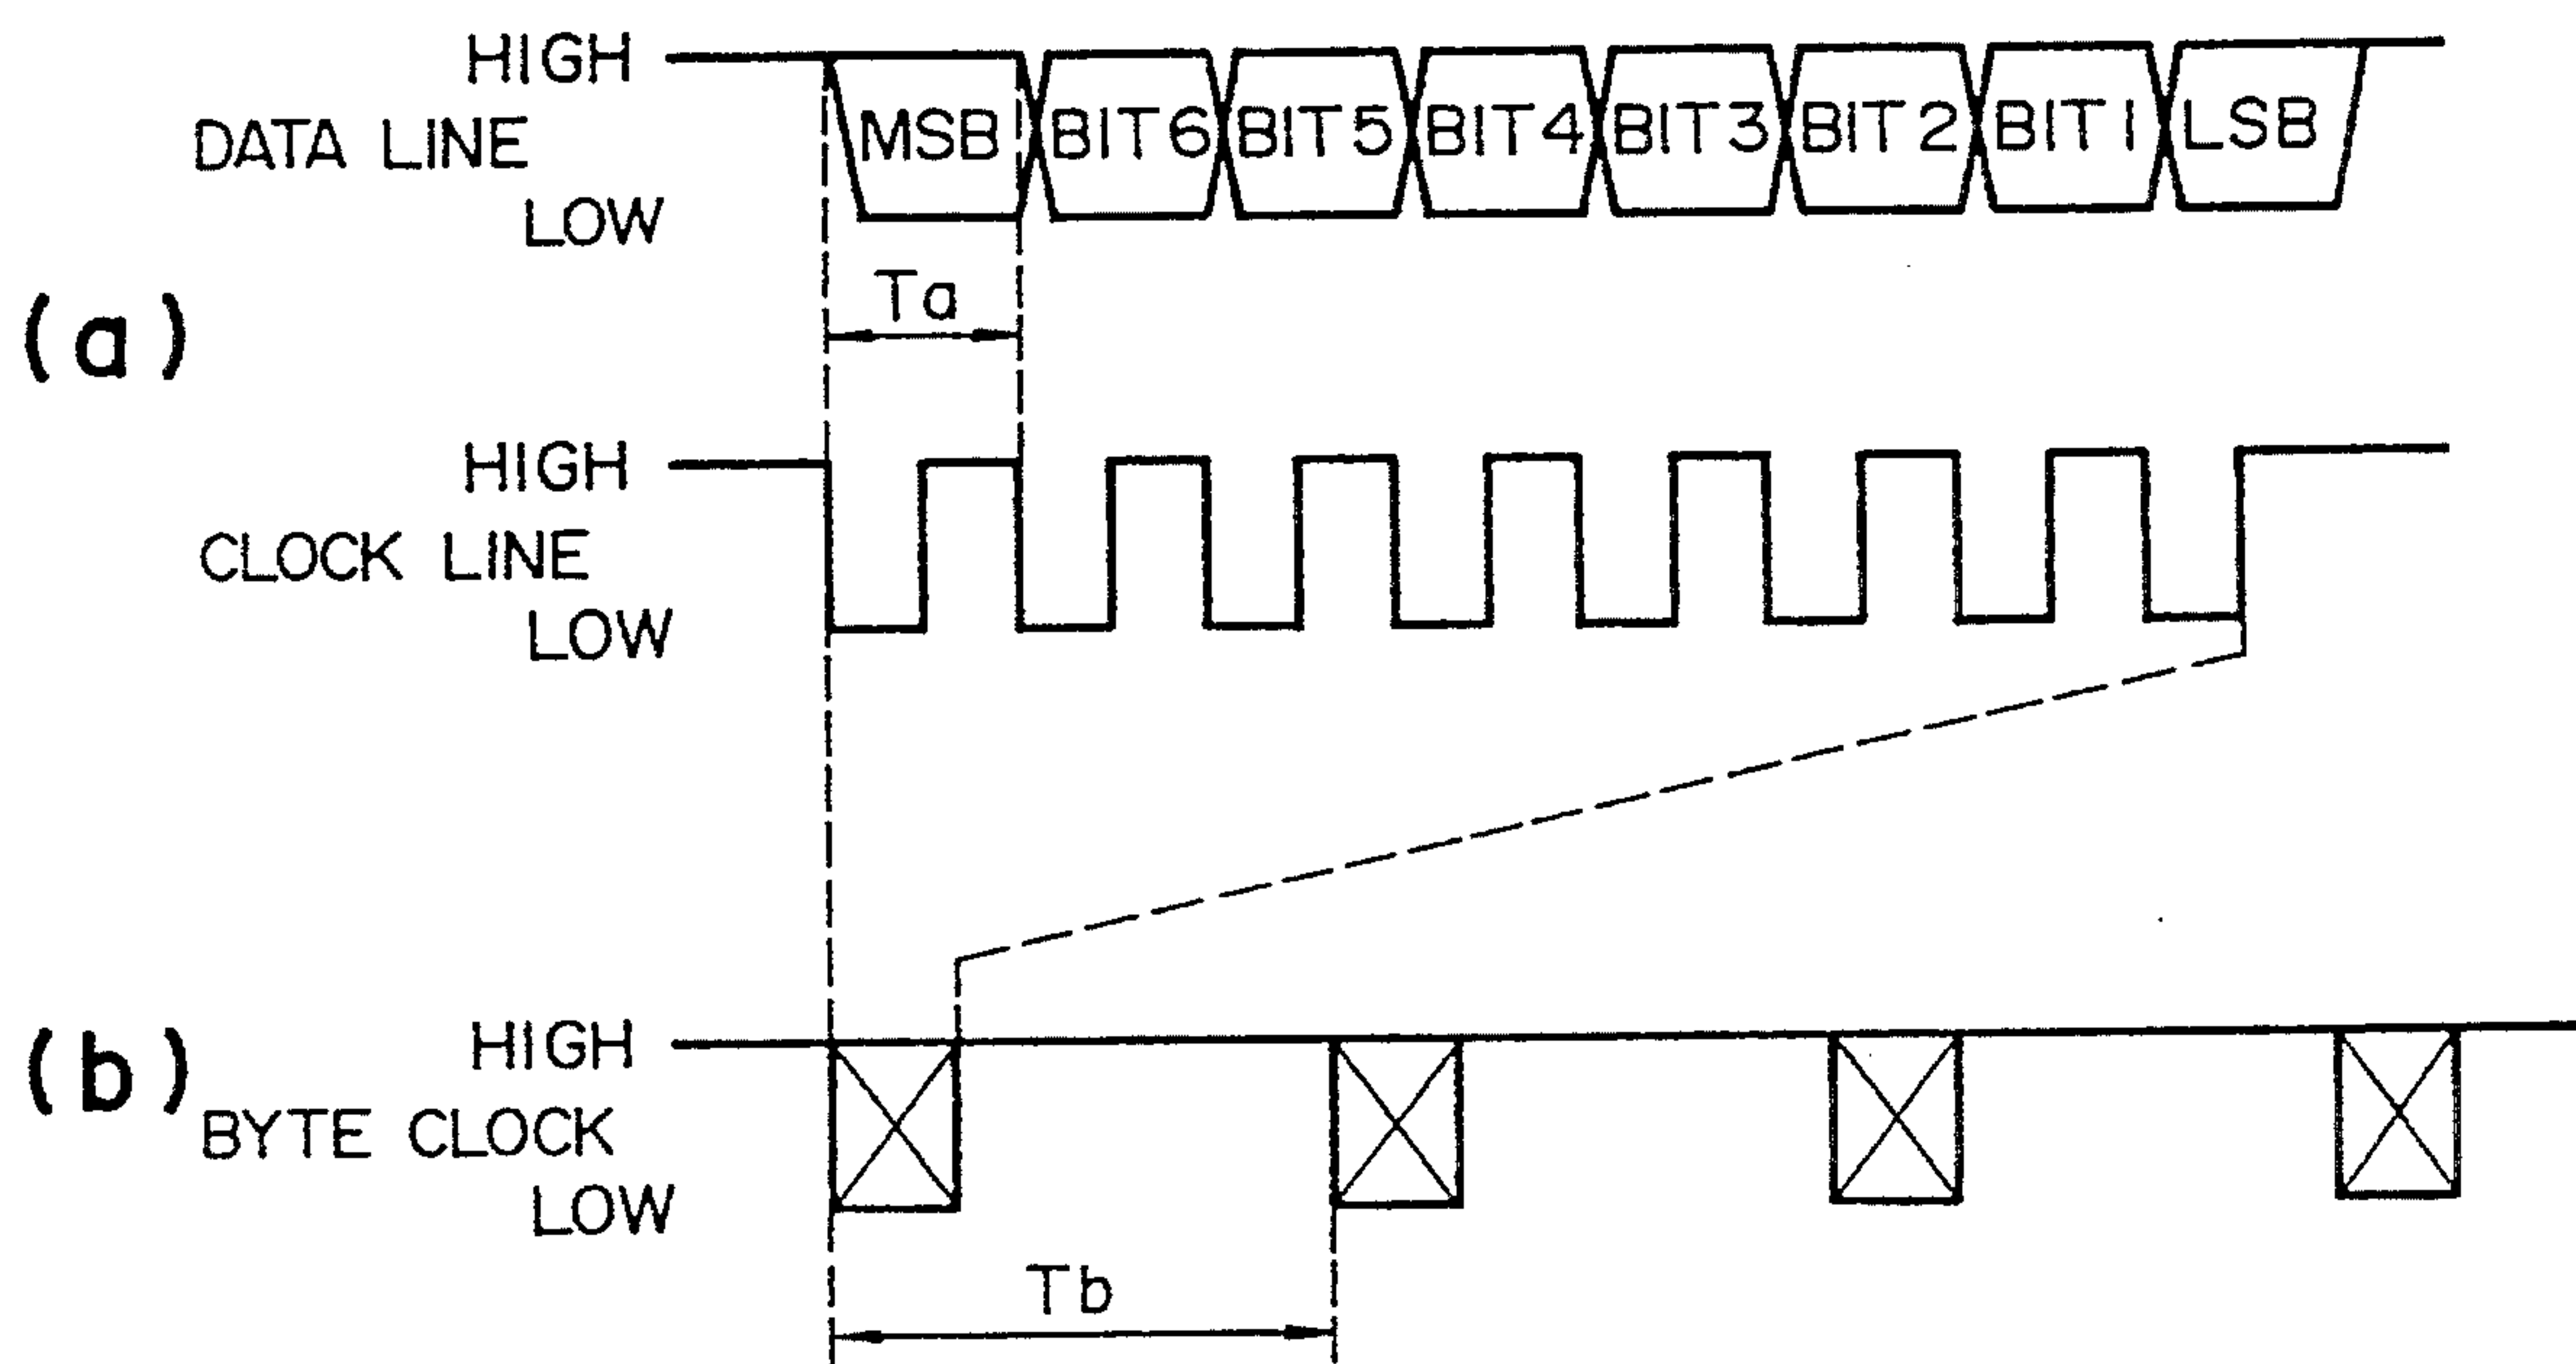 HIGH
DATA LINE
LOW
MSB BIT6 BIT5 BIT4 BIT3 BIT2 BIT1 LSB
Ta
(a)
HIGH
CLOCK LINE
LOW
(b)
HIGH
BYTE CLOCK
LOW
Tb